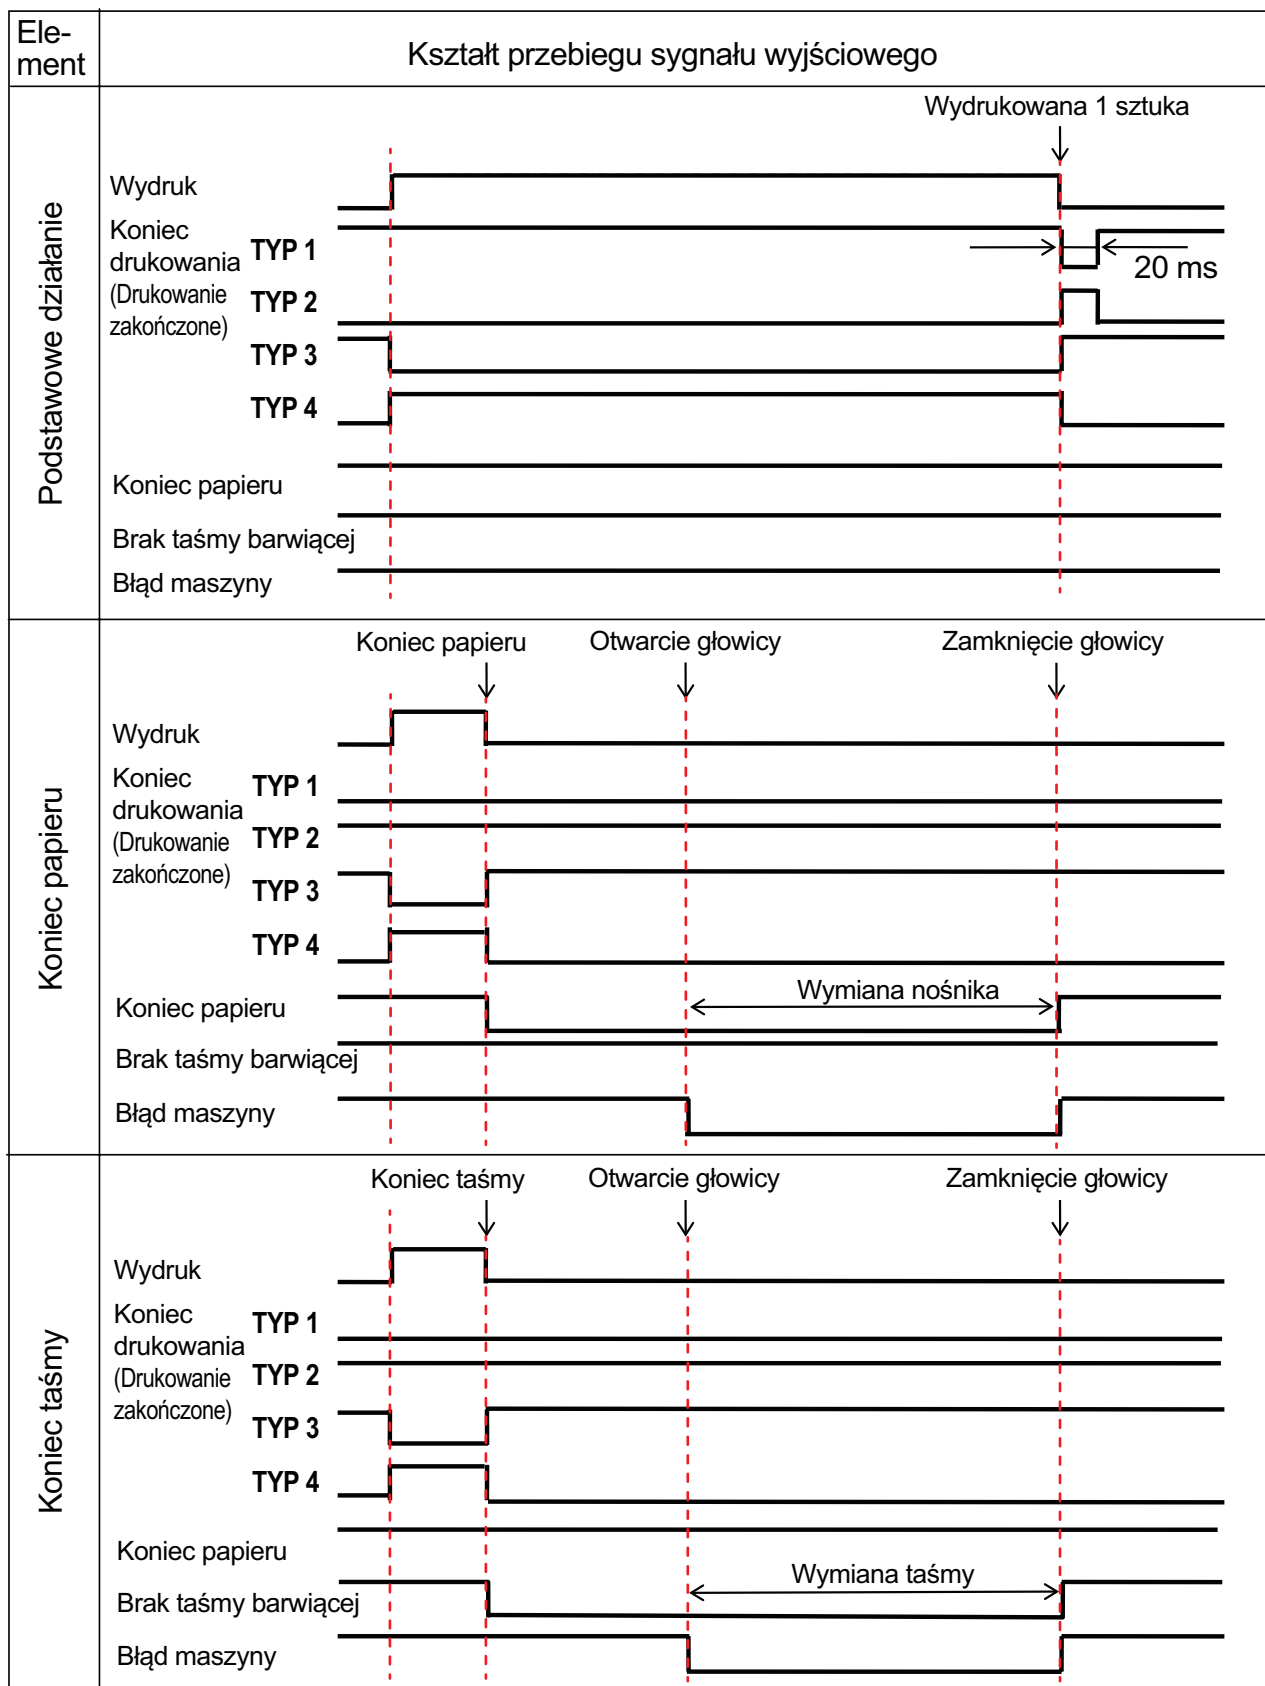 Ele-
ment
Kształt przebiegu sygnału wyjściowego
Podstawowe działanie
Wydrukowana 1 sztuka
Wydruk
Koniec
drukowania
(Drukowanie
zakończone)
TYP 1
20 ms
TYP 2
TYP 3
TYP 4
Koniec papieru
Brak taśmy barwiącej
Błąd maszyny
Koniec papieru
Koniec papieru
Otwarcie głowicy
Zamknięcie głowicy
Wydruk
Koniec
drukowania
(Drukowanie
zakończone)
TYP 1
TYP 2
TYP 3
TYP 4
Wymiana nośnika
Koniec papieru
Brak taśmy barwiącej
Błąd maszyny
Koniec taśmy
Koniec taśmy
Otwarcie głowicy
Zamknięcie głowicy
Wydruk
Koniec
drukowania
(Drukowanie
zakończone)
TYP 1
TYP 2
TYP 3
TYP 4
Koniec papieru
Wymiana taśmy
Brak taśmy barwiącej
Błąd maszyny